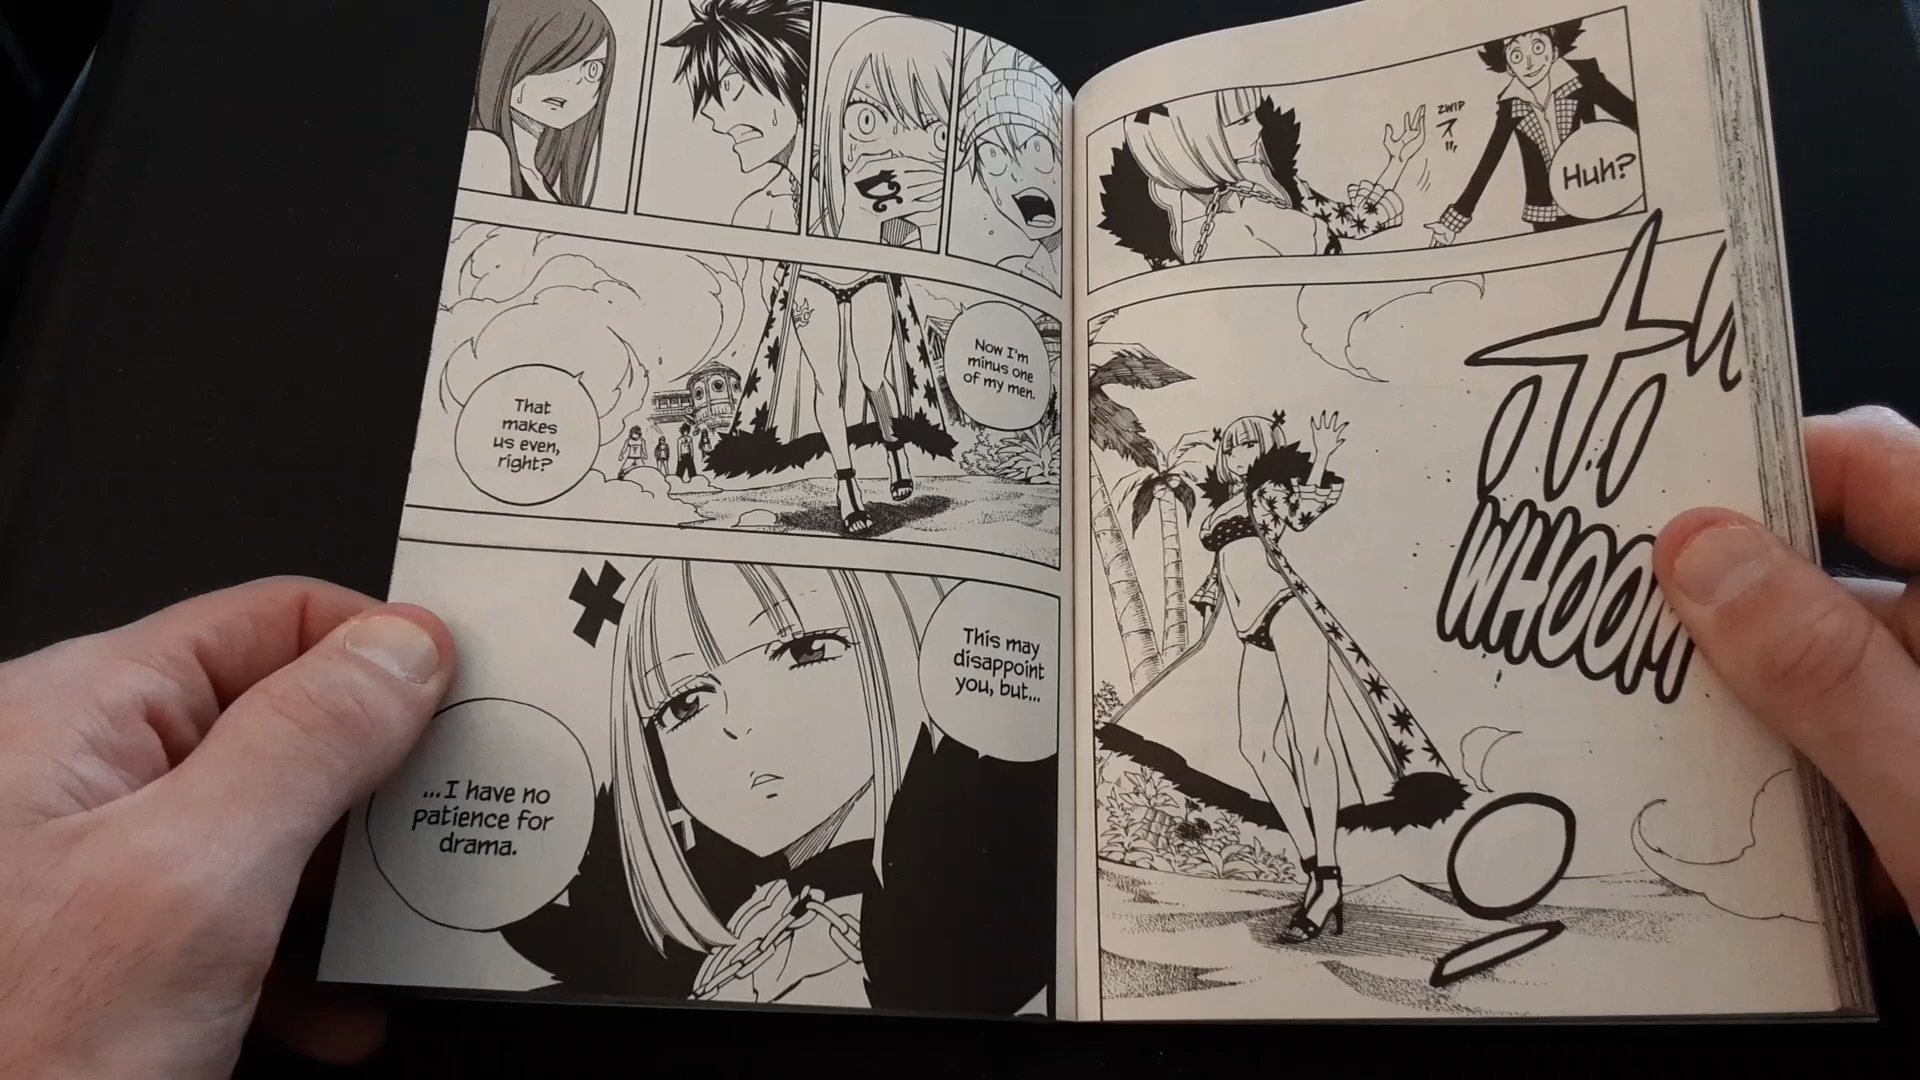 Huh?
ZWIP
WHOOM
Now I'm
minus one
of my men.
That
makes
us even,
right?
This may
disappoint
you, but...
...I have no
patience for
drama.